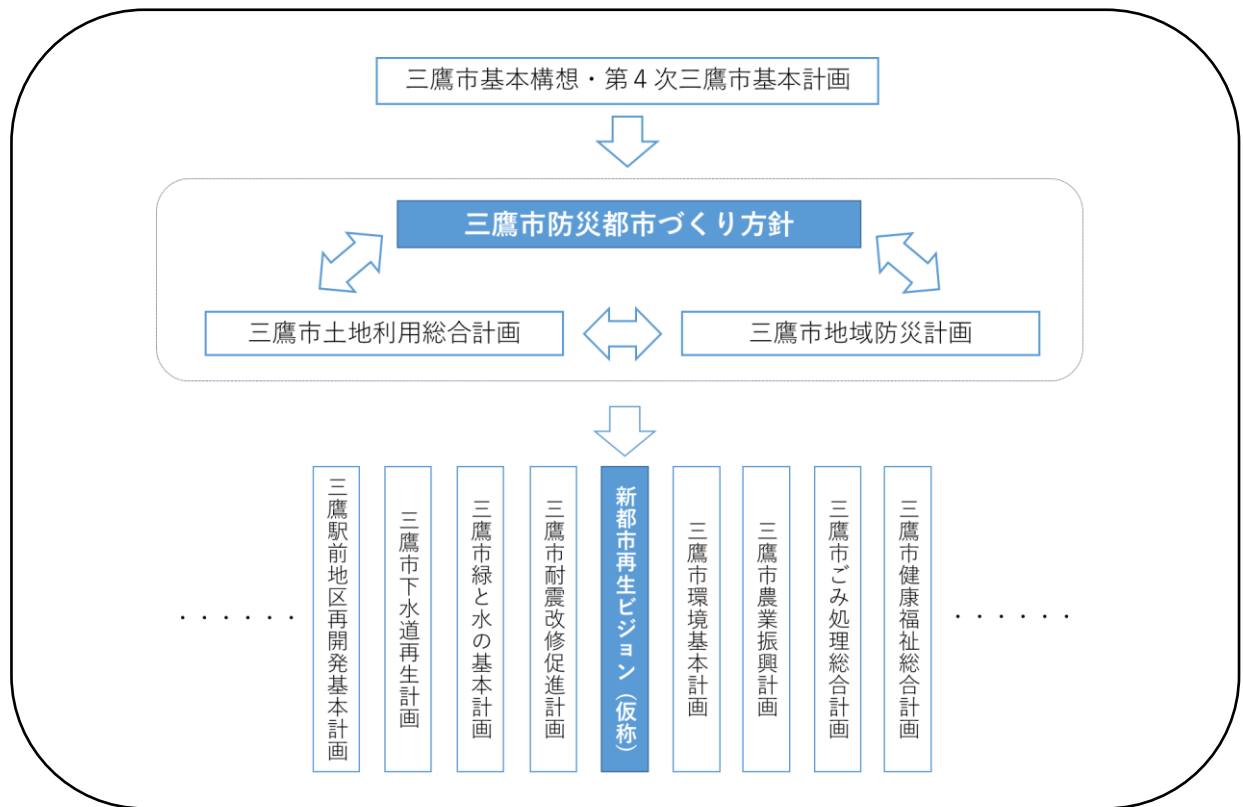 三鷹市基本構想・第４次三鷹市基本計画
三鷹市防災都市づくり方針
三鷹市土地利用総合計画
三鷹市地域防災計画
・・・・・・
三鷹駅前地区再開発基本計画
三鷹市下水道再生計画
三鷹市緑と水の基本計画
三鷹市耐震改修促進計画
新都市再生ビジョン（仮称）
三鷹市環境基本計画
三鷹市農業振興計画
三鷹市ごみ処理総合計画
三鷹市健康福祉総合計画
・・・・・・